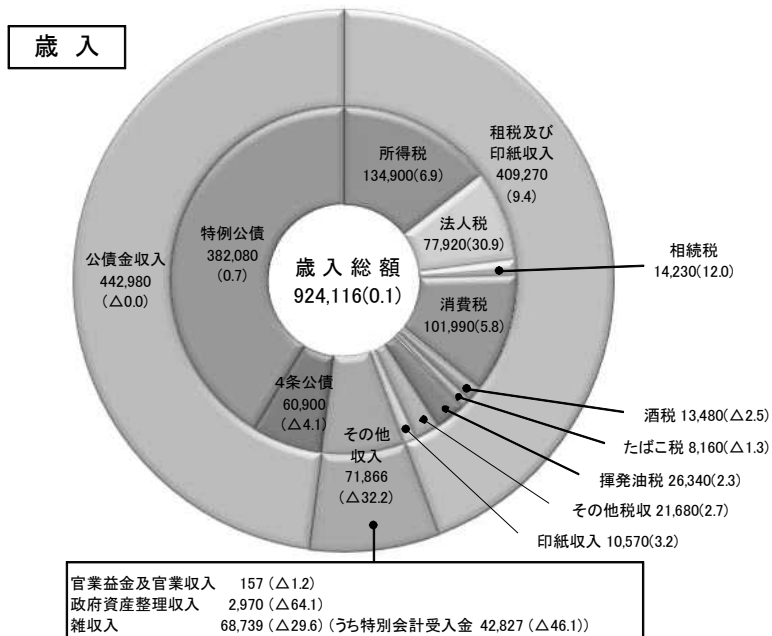 歳 入
租税及び
印紙収入
409,270
(9.4)
所得税
134,900(6.9)
法人税
77,920(30.9)
相続税
14,230(12.0)
消費税
101,990(5.8)
酒税 13,480(△2.5)
たばこ税 8,160(△1.3)
揮発油税 26,340(2.3)
その他税収 21,680(2.7)
印紙収入 10,570(3.2)
その他
収入
71,866
(△32.2)
4条公債
60,900
(△4.1)
特例公債
382,080
(0.7)
公債金収入
442,980
(△0.0)
歳入総額
924,116(0.1)
官業益金及官業収入 157 (△1.2)
政府資産整理収入 2,970 (△64.1)
雑収入 68,739 (△29.6) (うち特別会計受入金 42,827 (△46.1))